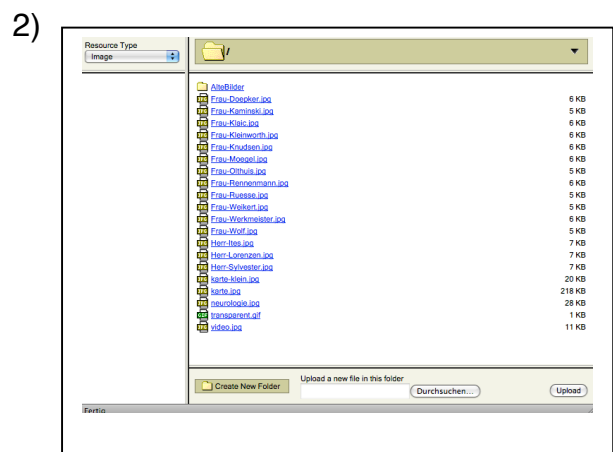 2)
Resource Type
Image
/
AlteBilder
Frau-Doepker.jpg 6 KB
Frau-Kaminski.jpg 5 KB
Frau-Klaic.jpg 6 KB
Frau-Kleinworth.jpg 6 KB
Frau-Knudsen.jpg 6 KB
Frau-Moegel.jpg 6 KB
Frau-Olthuis.jpg 5 KB
Frau-Rennenmann.jpg 6 KB
Frau-Ruesse.jpg 5 KB
Frau-Weikert.jpg 5 KB
Frau-Werkmeister.jpg 6 KB
Frau-Wolf.jpg 5 KB
Herr-Ites.jpg 7 KB
Herr-Lorenzen.jpg 7 KB
Herr-Sylvester.jpg 7 KB
karte-klein.jpg 20 KB
karte.jpg 218 KB
neurologie.jpg 28 KB
transparent.gif 1 KB
video.jpg 11 KB
Upload a new file in this folder
Create New Folder Durchsuchen... Upload
Fertig